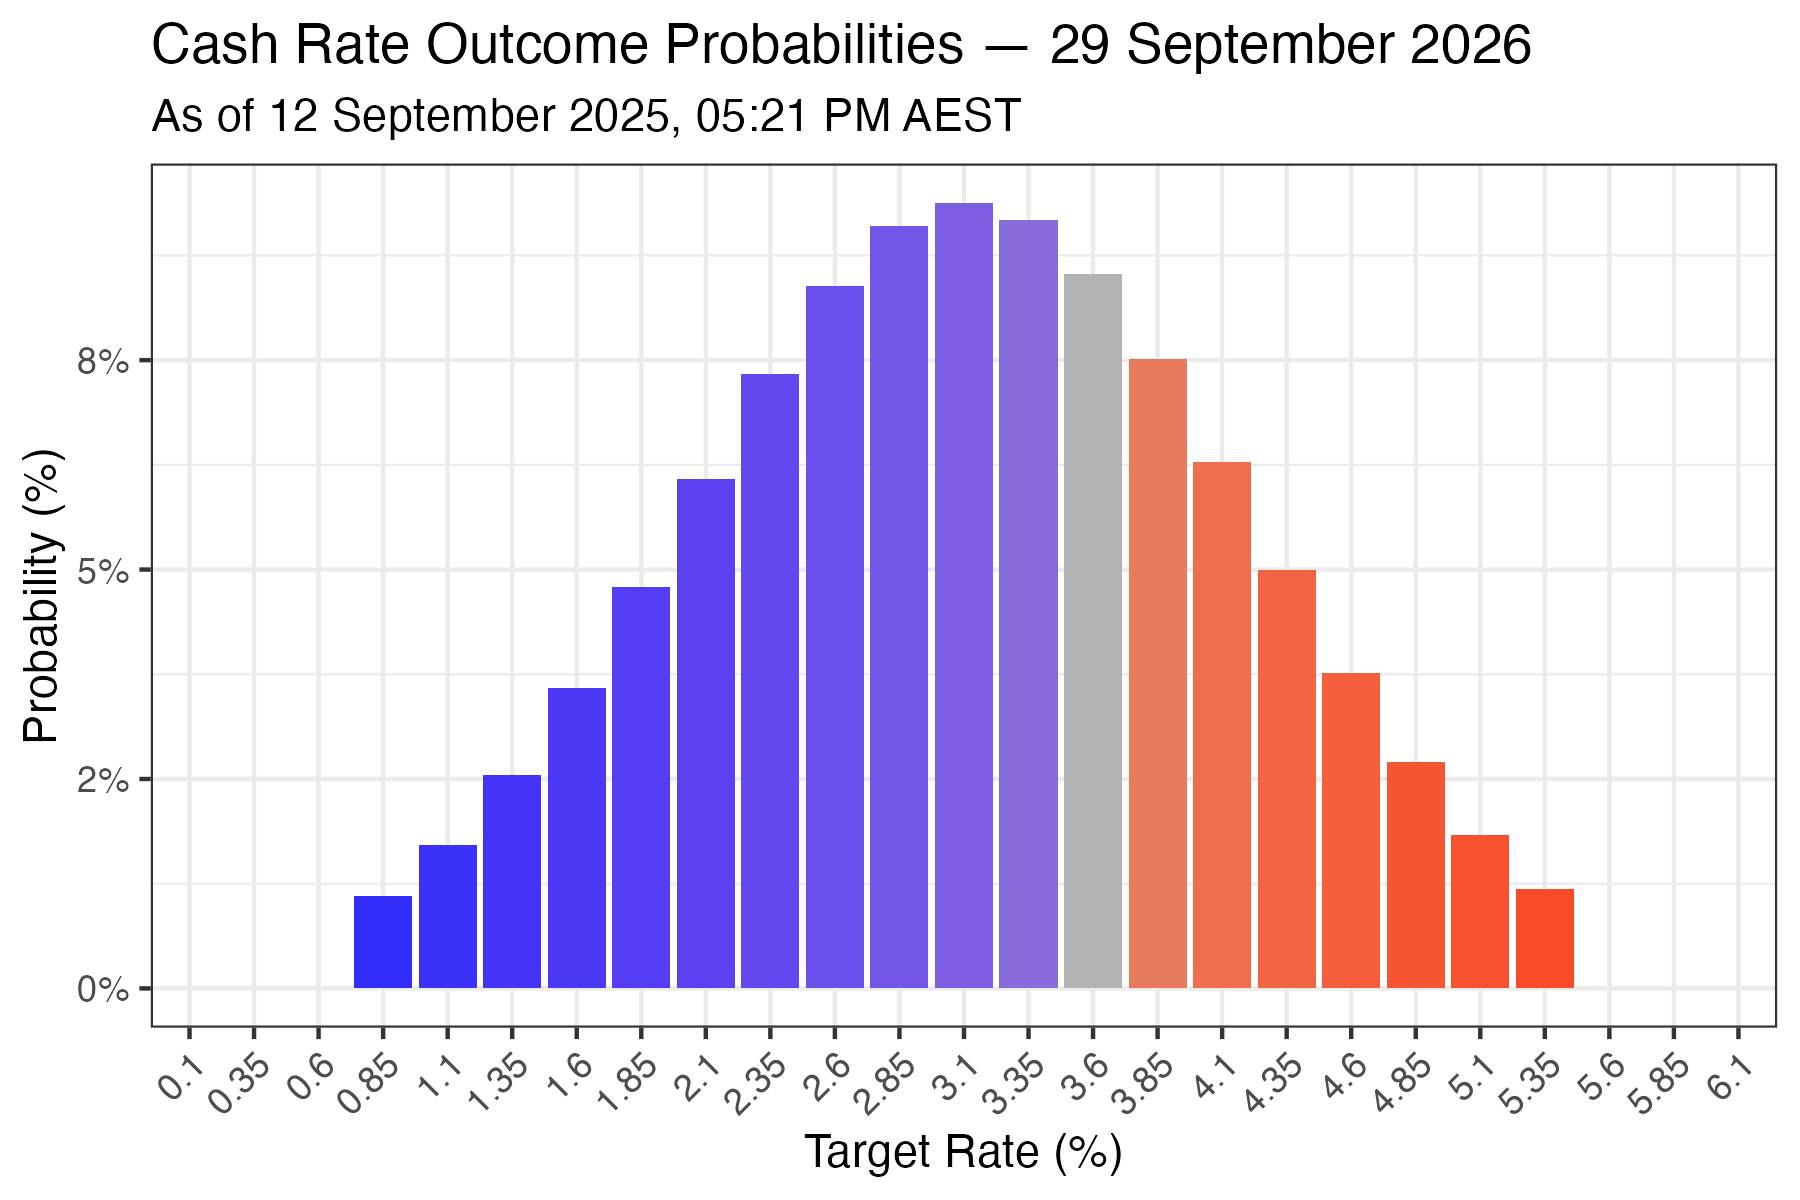 Cash Rate Outcome Probabilities — 29 September 2026
As of 12 September 2025, 05:21 PM AEST
Probability (%)
8%
5%
2%
0%
0.1 0.35 0.6 0.85 1.1 1.35 1.6 1.85 2.1 2.35 2.6 2.85 3.1 3.35 3.6 3.85 4.1 4.35 4.6 4.85 5.1 5.35 5.6 5.85 6.1
Target Rate (%)